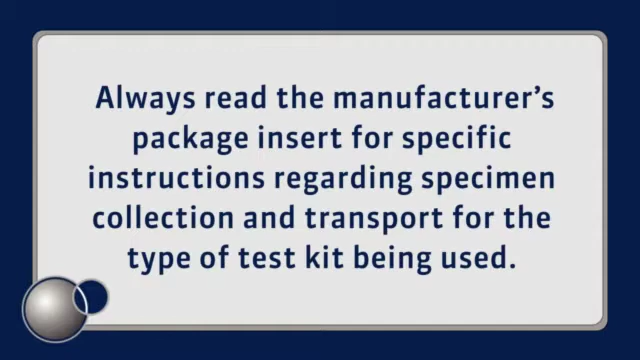 Always read the manufacturer’s
package insert for specific
instructions regarding specimen
collection and transport for the
type of test kit being used.